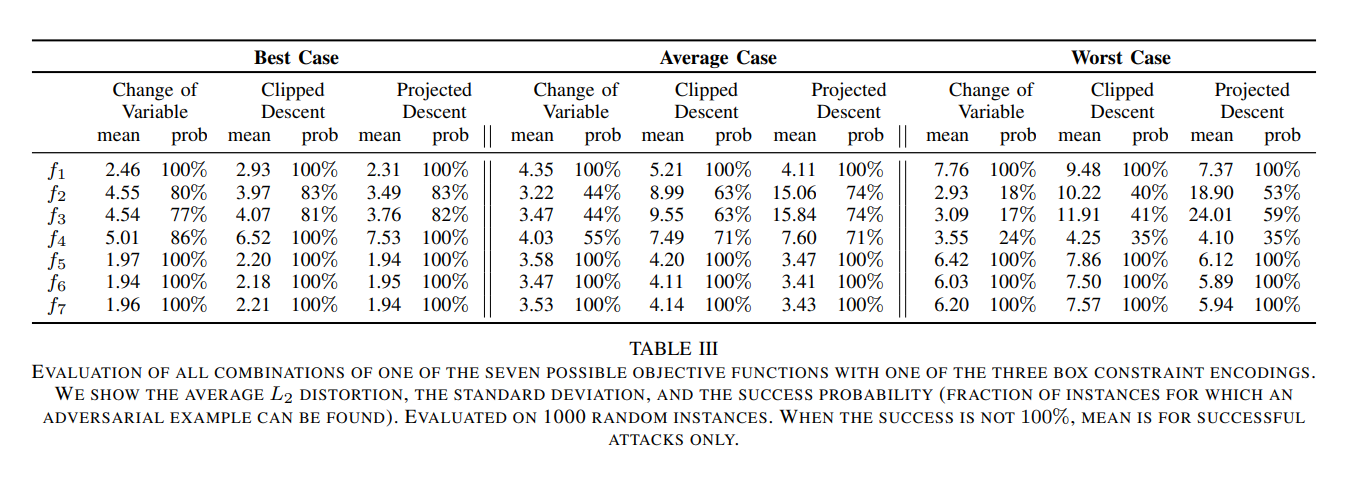 Best Case Average Case Worst Case
Change of Variable Clipped Descent Projected Descent Change of Variable Clipped Descent Projected Descent Change of Variable Clipped Descent Projected Descent
mean prob mean prob mean prob mean prob mean prob mean prob mean prob mean prob mean prob
f1 2.46 100% 2.93 100% 2.31 100% 4.35 100% 5.21 100% 4.11 100% 7.76 100% 9.48 100% 7.37 100%
f2 4.55 80% 3.97 83% 3.49 83% 3.22 44% 8.99 63% 15.06 74% 2.93 18% 10.22 40% 18.90 53%
f3 4.54 77% 4.07 81% 3.76 82% 3.47 44% 9.55 63% 15.84 74% 3.09 17% 11.91 41% 24.01 59%
f4 5.01 86% 6.52 100% 7.53 100% 4.03 55% 7.49 71% 7.60 71% 3.55 24% 4.25 35% 4.10 35%
f5 1.97 100% 2.20 100% 1.94 100% 3.58 100% 4.20 100% 3.47 100% 6.42 100% 7.86 100% 6.12 100%
f6 1.94 100% 2.18 100% 1.95 100% 3.47 100% 4.11 100% 3.41 100% 6.03 100% 7.50 100% 5.89 100%
f7 1.96 100% 2.21 100% 1.94 100% 3.53 100% 4.14 100% 3.43 100% 6.20 100% 7.57 100% 5.94 100%
TABLE III
EVALUATION OF ALL COMBINATIONS OF ONE OF THE SEVEN POSSIBLE OBJECTIVE FUNCTIONS WITH ONE OF THE THREE BOX CONSTRAINT ENCODINGS.
WE SHOW THE AVERAGE L2 DISTORTION, THE STANDARD DEVIATION, AND THE SUCCESS PROBABILITY (FRACTION OF INSTANCES FOR WHICH AN
ADVERSARIAL EXAMPLE CAN BE FOUND). EVALUATED ON 1000 RANDOM INSTANCES. WHEN THE SUCCESS IS NOT 100%, MEAN IS FOR SUCCESSFUL
ATTACKS ONLY.